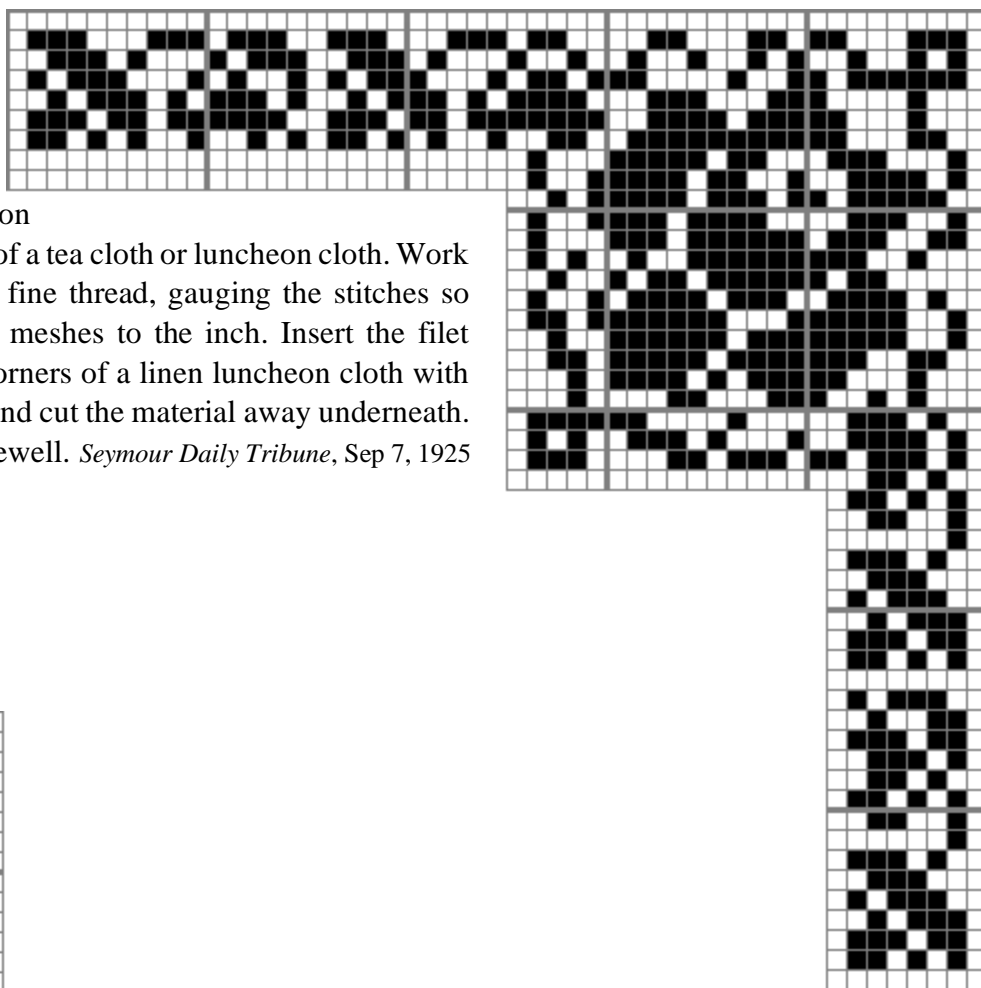 on
of a tea cloth or luncheon cloth. Work
fine thread, gauging the stitches so
meshes to the inch. Insert the filet
orners of a linen luncheon cloth with
nd cut the material away underneath.
ewell. Seymour Daily Tribune, Sep 7, 1925